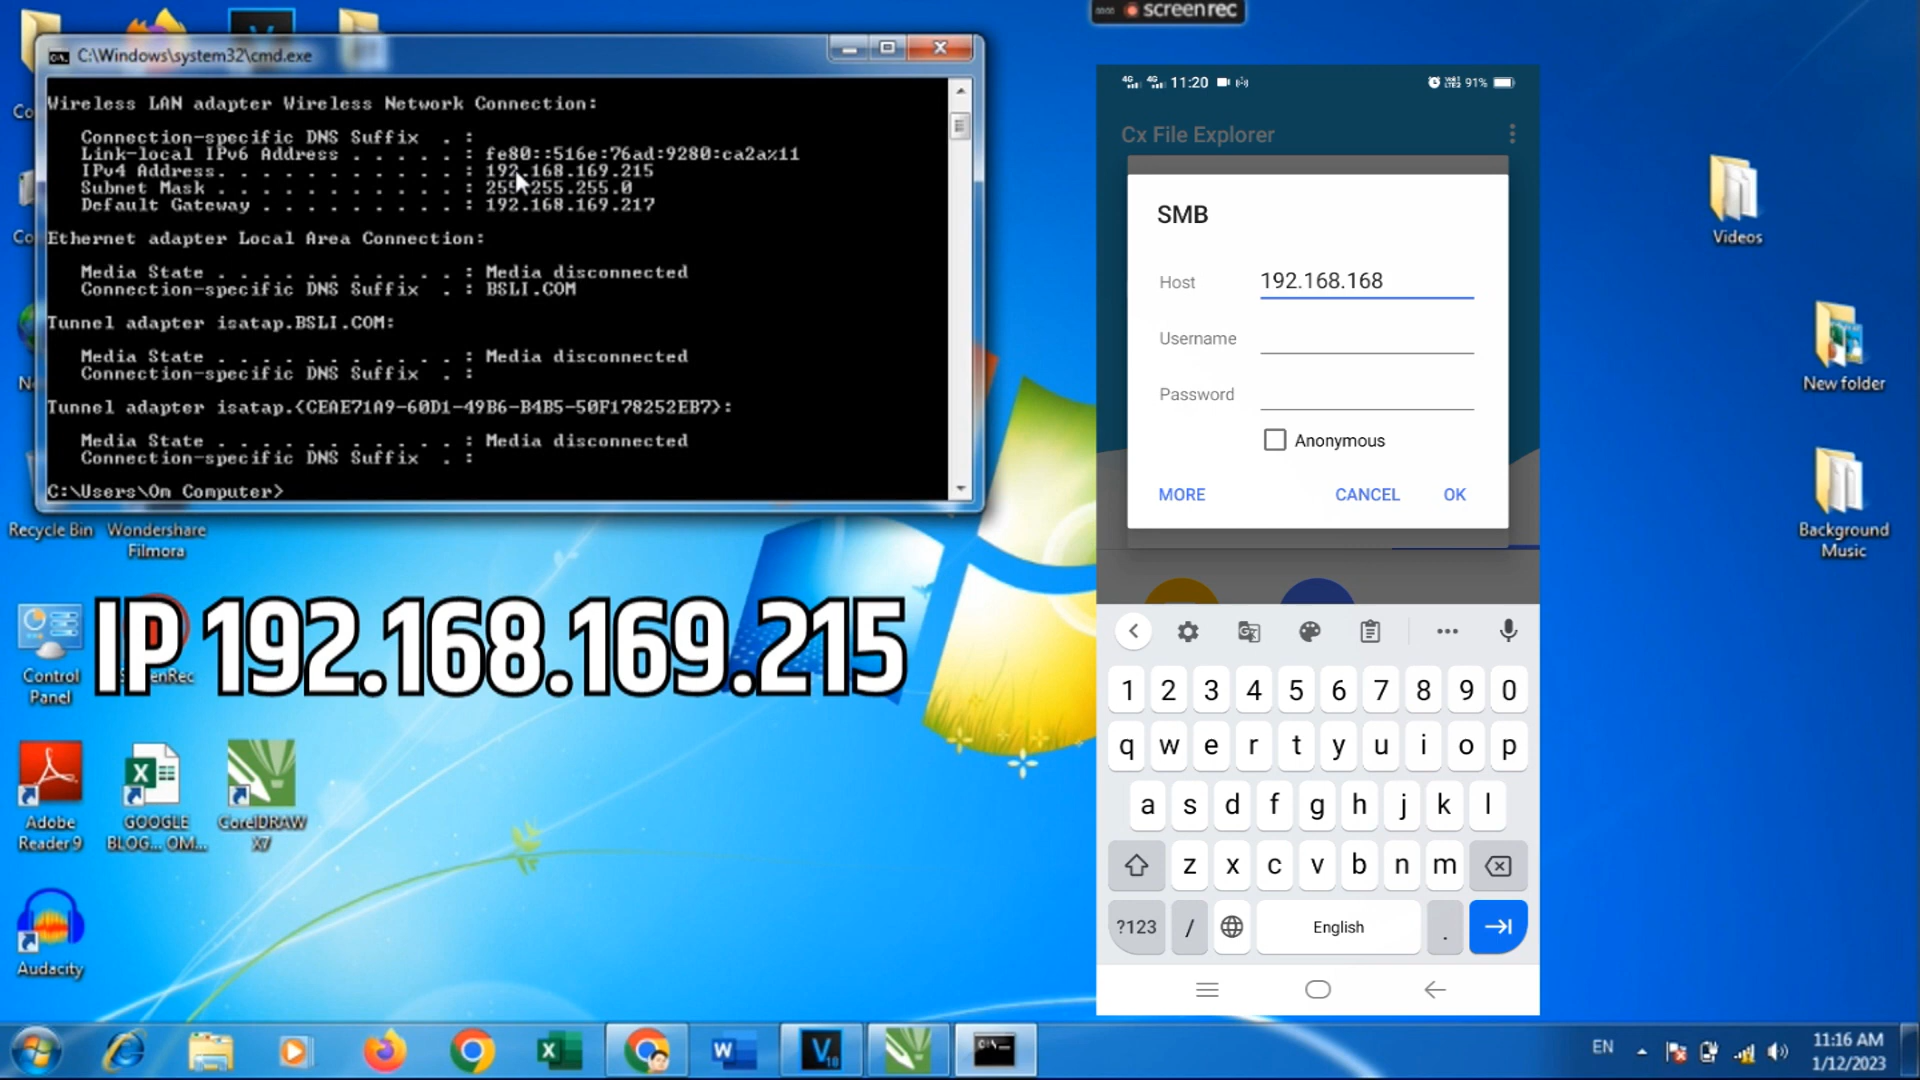 screenrec
C:\Windows\system32\cmd.exe
Wireless LAN adapter Wireless Network Connection:
Connection-specific DNS Suffix . :
Link-local IPv6 Address . . . . . : fe80::516e:76ad:9280:ca2a%11
IPv4 Address. . . . . . . . . . . : 192.168.169.215
Subnet Mask . . . . . . . . . . . : 255.255.255.0
Default Gateway . . . . . . . . . : 192.168.169.217
Ethernet adapter Local Area Connection:
Media State . . . . . . . . . . . : Media disconnected
Connection-specific DNS Suffix . : BSLI.COM
Tunnel adapter isatap.BSLI.COM:
Media State . . . . . . . . . . . : Media disconnected
Connection-specific DNS Suffix . :
Tunnel adapter isatap.{CEAE71A9-60D1-49B6-B4B5-50F178252EB7}:
Media State . . . . . . . . . . . : Media disconnected
Connection-specific DNS Suffix . :
C:\Users\Om Computer>
Recycle Bin
Wondershare
Filmora
IP 192.168.169.215
Control
Panel
Adobe
Reader 9
GOOGLE
BLOG... OM...
CorelDRAW
X7
Audacity
4G 4G 11:20
91%
Cx File Explorer
SMB
Host 192.168.168
Username
Password
Anonymous
MORE CANCEL OK
1 2 3 4 5 6 7 8 9 0
q w e r t y u i o p
a s d f g h j k l
z x c v b n m
?123 / English .
Videos
New folder
Background
Music
EN
11:16 AM
1/12/2023